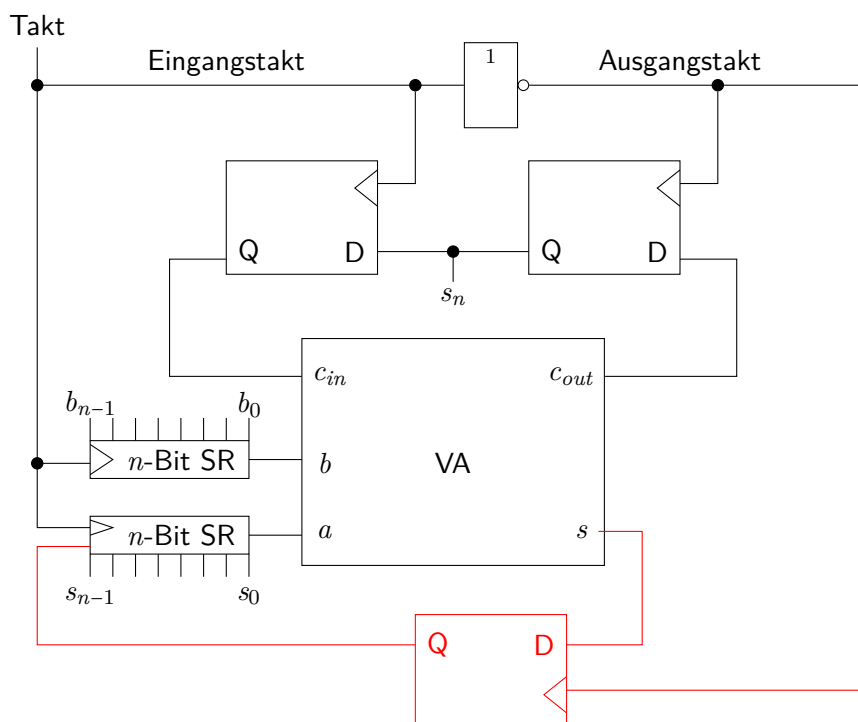 Takt
Eingangstakt
1
Ausgangstakt
Q
D
Q
D
s_n
c_in
c_out
b_{n−1}
b_0
n-Bit SR
b
VA
n-Bit SR
a
s
s_{n−1}
s_0
Q
D